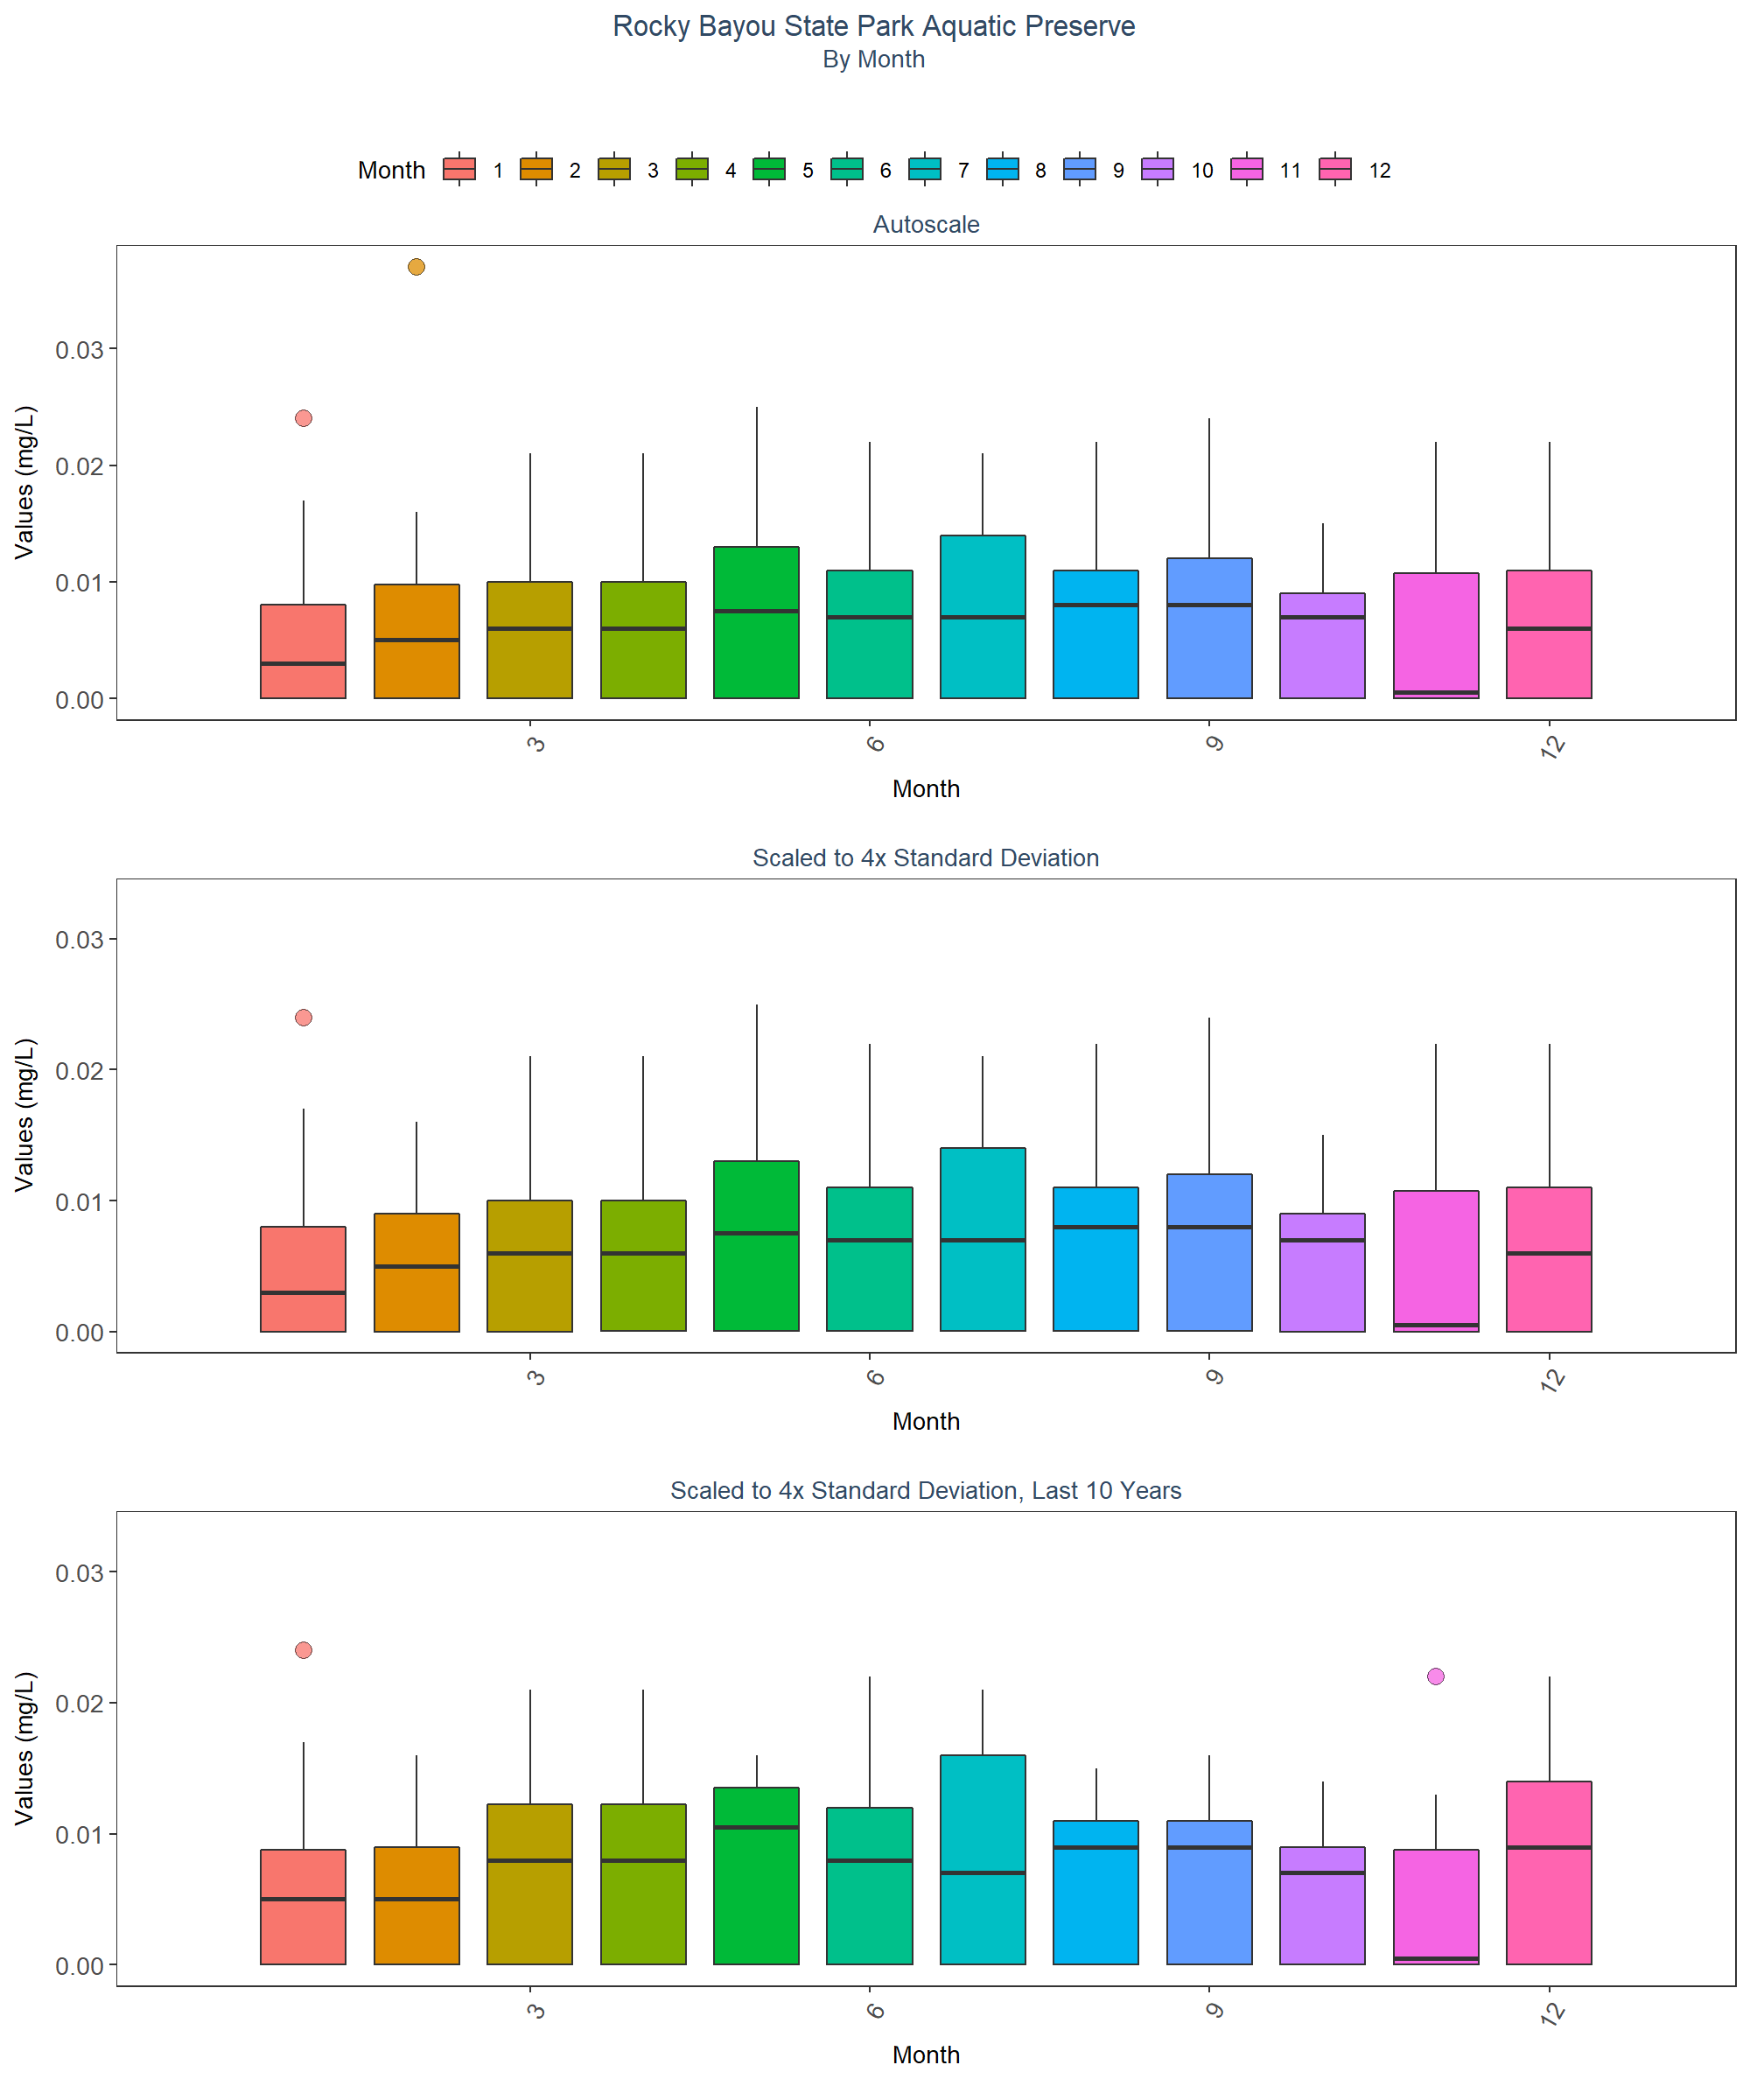 Rocky Bayou State Park Aquatic Preserve
By Month
Month 1 2 3 4 5 6 7 8 9 10 11 12
Autoscale
Values (mg/L)
0.03
0.02
0.01
0.00
3 6 9 12
Month
Scaled to 4x Standard Deviation
Values (mg/L)
0.03
0.02
0.01
0.00
3 6 9 12
Month
Scaled to 4x Standard Deviation, Last 10 Years
Values (mg/L)
0.03
0.02
0.01
0.00
3 6 9 12
Month